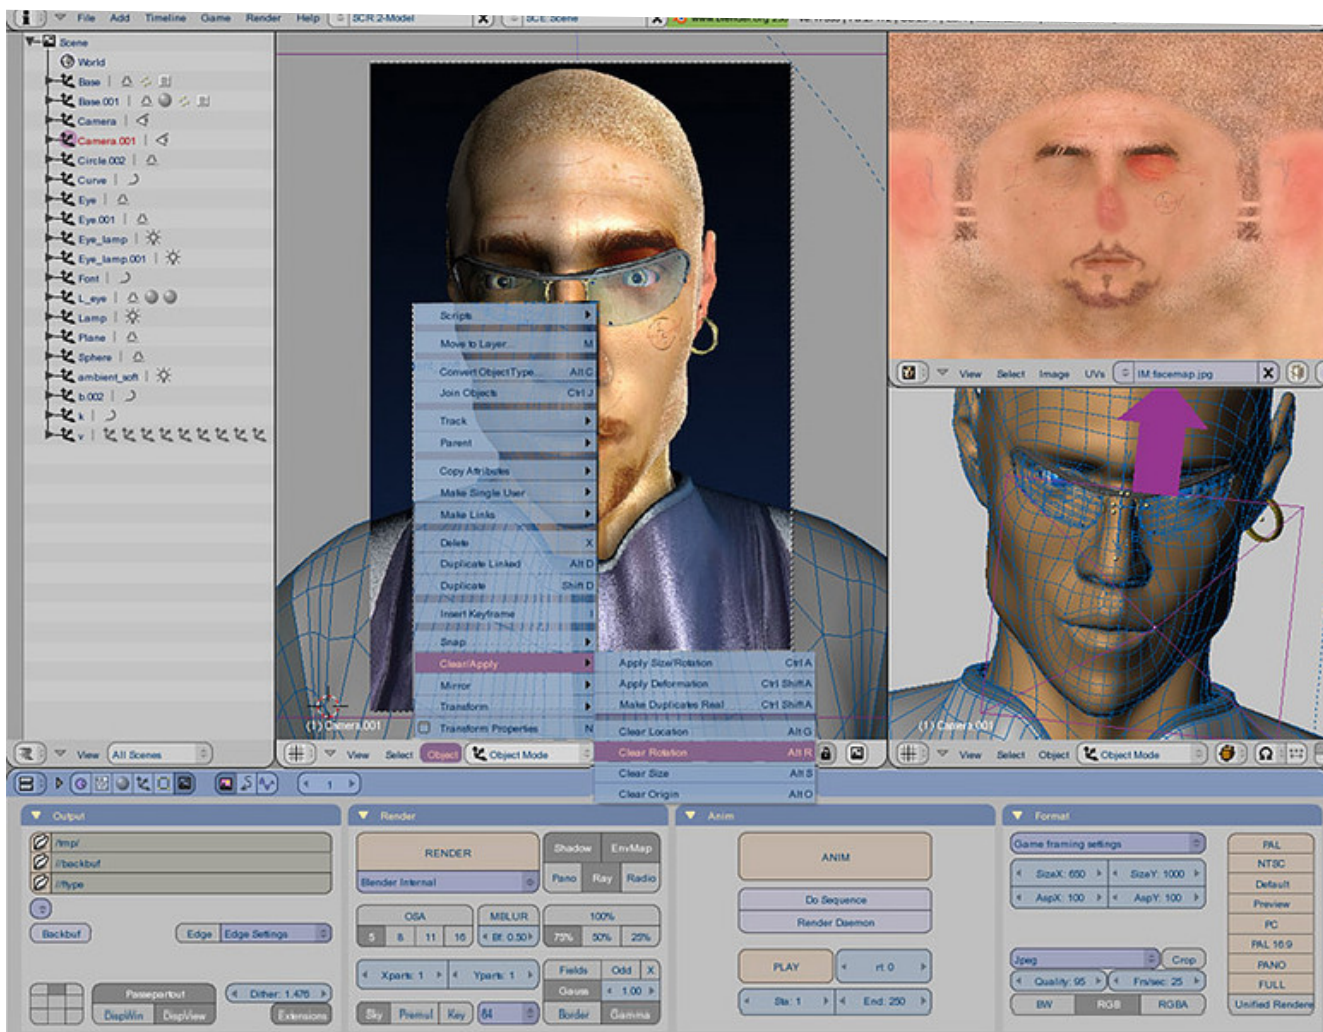 File Add Timeline Game Render Help SCR:2-Model X SCE:Scene X www.blender.org
Scene
World
Base
Base.001
Camera
Camera.001
Circle.002
Curve
Eye
Eye.001
Eye_lamp
Eye_lamp.001
Font
L_eye
Lamp
Plane
Sphere
ambient_soft
b.002
k
v
View All Scenes
Scripts
Move to Layer... M
Convert Object Type... Alt C
Join Objects Ctrl J
Track
Parent
Copy Attributes
Make Single User
Make Links
Delete X
Duplicate Linked Alt D
Duplicate Shift D
Insert Keyframe I
Snap
Clear/Apply
Mirror
Transform
Transform Properties N
Apply Size/Rotation Ctrl A
Apply Deformation Ctrl Shift A
Make Duplicates Real Ctrl Shift A
Clear Location Alt G
Clear Rotation Alt R
Clear Size Alt S
Clear Origin Alt O
(1) Camera.001
View Select Object Object Mode
View Select Image UVs IM:facemap.jpg X
(1) Camera.001
View Select Object Object Mode
1
Output
/tmp/
//backbuf
//ftype
Backbuf Edge Edge Settings
Passepartout Dither: 1.476
DispWin DispView Extensions
Render
RENDER
Blender Internal
Shadow EnvMap
Pano Ray Radio
OSA MBLUR 100%
5 8 11 16 Bf: 0.50 75% 50% 25%
Xparts: 1 Yparts: 1 Fields Odd X
Gauss 1.00
Sky Premul Key 64 Border Gamma
Anim
ANIM
Do Sequence
Render Daemon
PLAY rt: 0
Sta: 1 End: 250
Format
Game framing settings
SizeX: 650 SizeY: 1000
AspX: 100 AspY: 100
Jpeg Crop
Quality: 95 Frs/sec: 25
BW RGB RGBA
PAL
NTSC
Default
Preview
PC
PAL 16:9
PANO
FULL
Unified Rendere